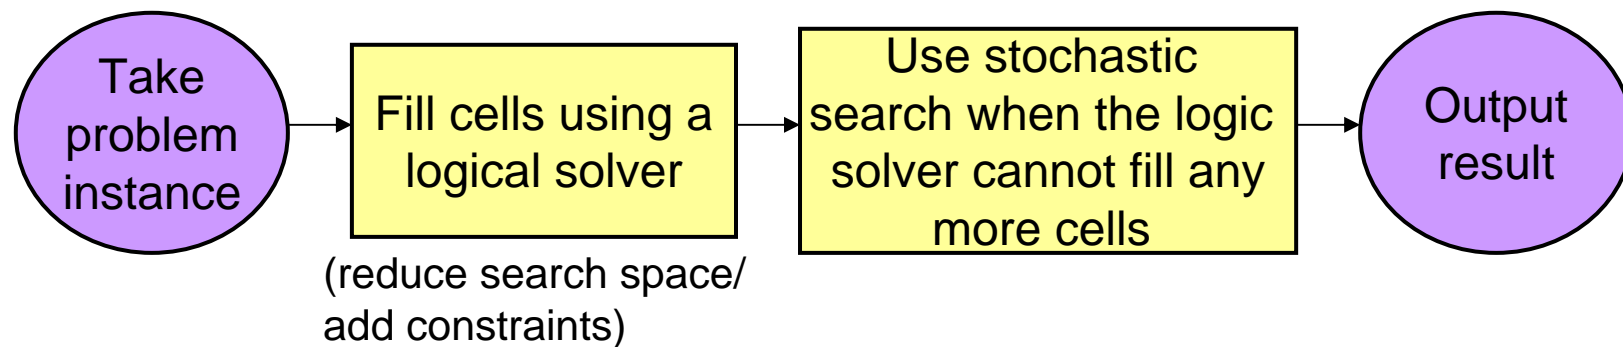 Take
problem
instance
Fill cells using a
logical solver
(reduce search space/
add constraints)
Use stochastic
search when the logic
solver cannot fill any
more cells
Output
result